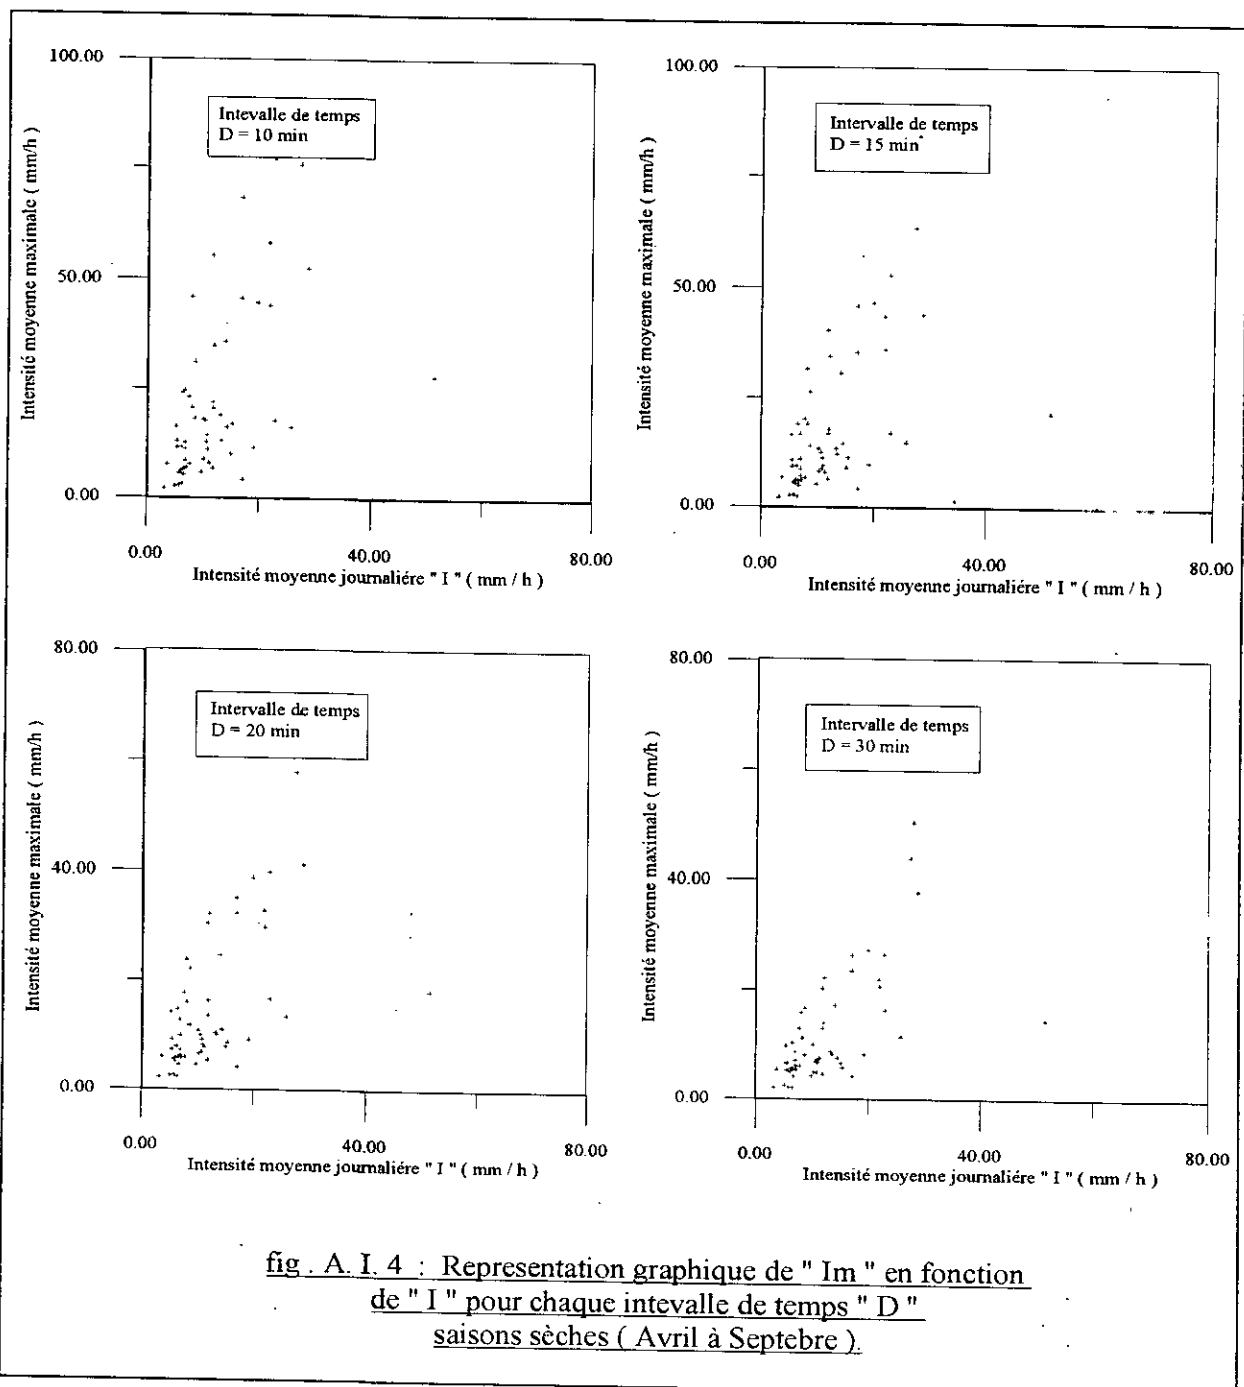 100.00
Intevalle de temps
D = 10 min
50.00
0.00
0.00
40.00
80.00
Intensité moyenne maximale ( mm/h )
Intensité moyenne journaliére " I " ( mm / h )
100.00
Intervalle de temps
D = 15 min
50.00
0.00
0.00
40.00
80.00
Intensité moyenne maximale ( mm/h )
Intensité moyenne journaliére " I " ( mm / h )
80.00
Intervalle de temps
D = 20 min
40.00
0.00
0.00
40.00
80.00
Intensité moyenne maximale ( mm/h )
Intensité moyenne journaliére " I " ( mm / h )
80.00
Intervalle de temps
D = 30 min
40.00
0.00
0.00
40.00
80.00
Intensité moyenne maximale ( mm/h )
Intensité moyenne journaliére " I " ( mm / h )
fig . A. I. 4 : Representation graphique de " Im " en fonction
de " I " pour chaque intevalle de temps " D "
saisons sèches ( Avril à Septebre ).